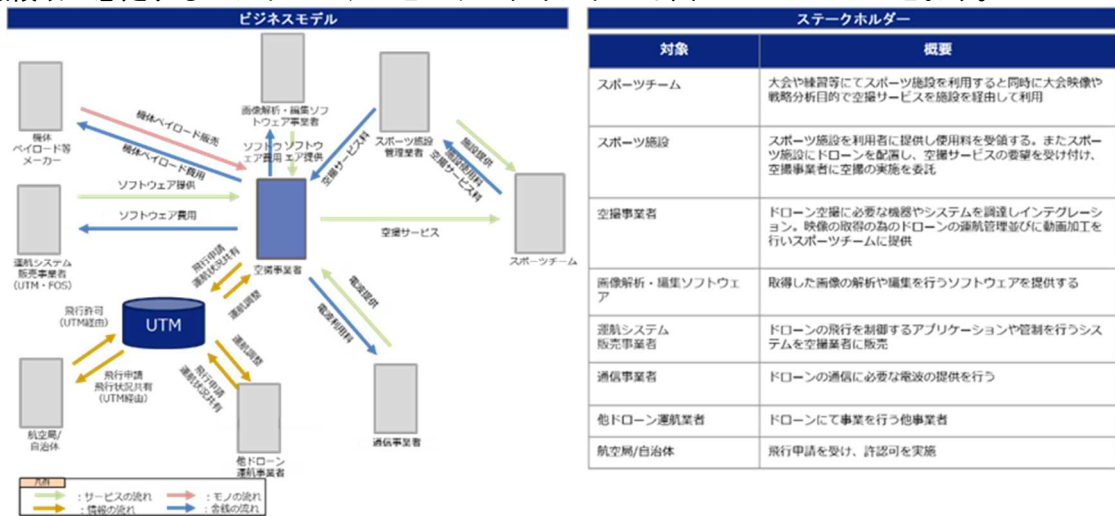 ビジネスモデル
機体
ペイロード等
メーカー
画像解析・編集ソフ
トウェア事業者
スポーツ施設
管理業者
機体ペイロード販売
機体ペイロード費用
ソフトウ
ェア費用
ソフトウ
ェア提供
空撮サービス料
施設提供
施設使用料
空撮サービス料
ソフトウェア提供
ソフトウェア費用
空撮サービス
スポーツチーム
空撮事業者
運航システム
販売事業者
(UTM・FOS)
飛行申請
運航状況共有
運航調整
電波提供
電波利用料
飛行許可
(UTM経由)
UTM
運航調整
飛行申請
運航状況共有
飛行申請
飛行状況共有
(UTM経由)
航空局/
自治体
他ドローン
運航事業者
通信事業者
凡例
:サービスの流れ
:モノの流れ
:情報の流れ
:金銭の流れ
ステークホルダー
対象 概要
スポーツチーム
大会や練習等にてスポーツ施設を利用すると同時に大会映像や
戦略分析目的で空撮サービスを施設を経由して利用
スポーツ施設
スポーツ施設を利用者に提供し使用料を受領する。またスポー
ツ施設にドローンを配置し、空撮サービスの要望を受け付け、
空撮事業者に空撮の実施を委託
空撮事業者
ドローン空撮に必要な機器やシステムを調達しインテグレーシ
ョン。映像の取得の為のドローンの運航管理並びに動画加工を
行いスポーツチームに提供
画像解析・編集ソフトウェ
ア
取得した画像の解析や編集を行うソフトウェアを提供する
運航システム
販売事業者
ドローンの飛行を制御するアプリケーションや管制を行うシス
テムを空撮業者に販売
通信事業者
ドローンの通信に必要な電波の提供を行う
他ドローン運航業者
ドローンにて事業を行う他事業者
航空局/自治体
飛行申請を受け、許認可を実施